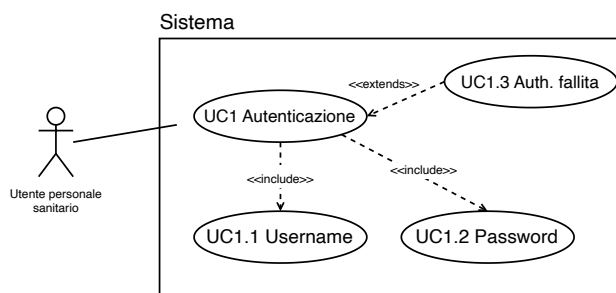 Sistema
<<extends>>
UC1.3 Auth. fallita
UC1 Autenticazione
<<include>>
<<include>>
Utente personale
sanitario
UC1.1 Username
UC1.2 Password